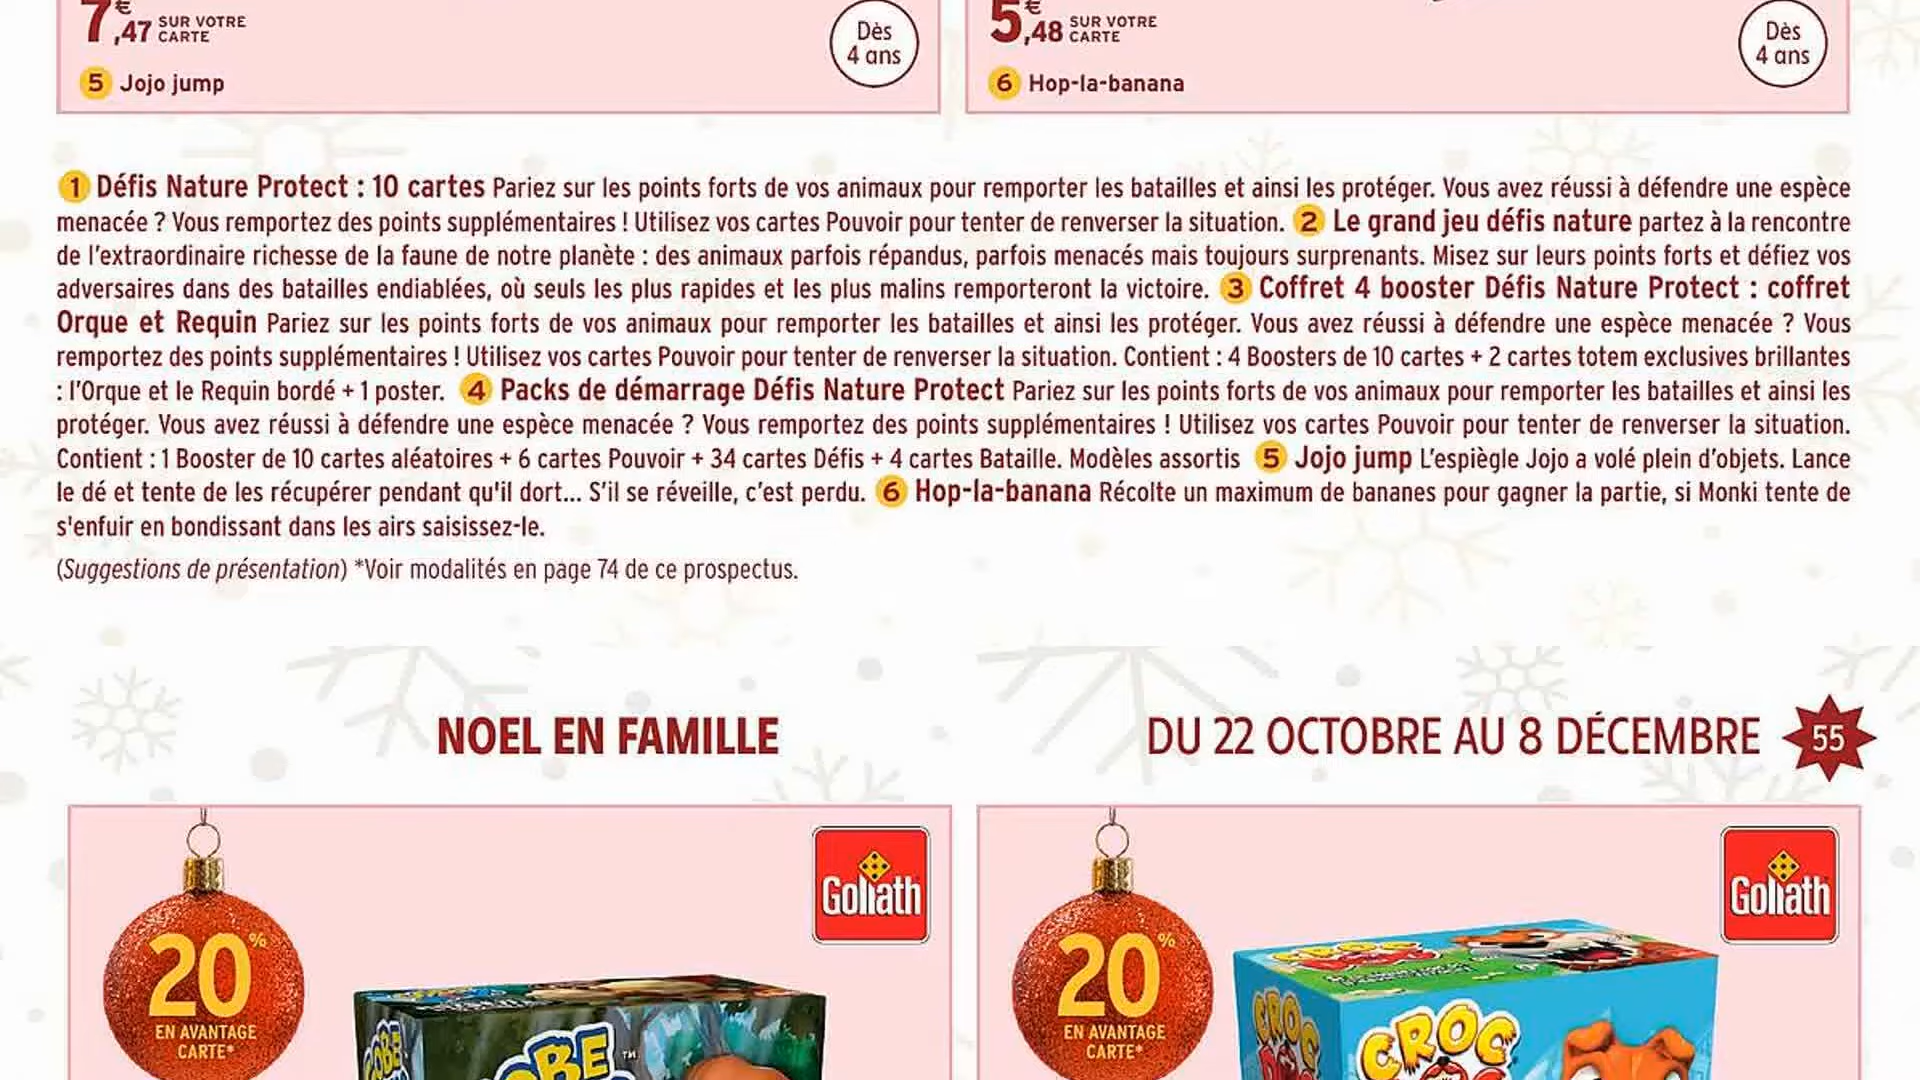 7€,47 SUR VOTRE CARTE
Dès
4 ans
5 Jojo jump
5€,48 SUR VOTRE CARTE
Dès
4 ans
6 Hop-la-banana
1 Défis Nature Protect : 10 cartes Pariez sur les points forts de vos animaux pour remporter les batailles et ainsi les protéger. Vous avez réussi à défendre une espèce
menacée ? Vous remportez des points supplémentaires ! Utilisez vos cartes Pouvoir pour tenter de renverser la situation. 2 Le grand jeu défis nature partez à la rencontre
de l'extraordinaire richesse de la faune de notre planète : des animaux parfois répandus, parfois menacés mais toujours surprenants. Misez sur leurs points forts et défiez vos
adversaires dans des batailles endiablées, où seuls les plus rapides et les plus malins remporteront la victoire. 3 Coffret 4 booster Défis Nature Protect : coffret
Orque et Requin Pariez sur les points forts de vos animaux pour remporter les batailles et ainsi les protéger. Vous avez réussi à défendre une espèce menacée ? Vous
remportez des points supplémentaires ! Utilisez vos cartes Pouvoir pour tenter de renverser la situation. Contient : 4 Boosters de 10 cartes + 2 cartes totem exclusives brillantes
: l'Orque et le Requin bordé + 1 poster. 4 Packs de démarrage Défis Nature Protect Pariez sur les points forts de vos animaux pour remporter les batailles et ainsi les
protéger. Vous avez réussi à défendre une espèce menacée ? Vous remportez des points supplémentaires ! Utilisez vos cartes Pouvoir pour tenter de renverser la situation.
Contient : 1 Booster de 10 cartes aléatoires + 6 cartes Pouvoir + 34 cartes Défis + 4 cartes Bataille. Modèles assortis 5 Jojo jump L'espiègle Jojo a volé plein d'objets. Lance
le dé et tente de les récupérer pendant qu'il dort... S'il se réveille, c'est perdu. 6 Hop-la-banana Récolte un maximum de bananes pour gagner la partie, si Monki tente de
s'enfuir en bondissant dans les airs saisissez-le.
(Suggestions de présentation) *Voir modalités en page 74 de ce prospectus.
NOEL EN FAMILLE
DU 22 OCTOBRE AU 8 DÉCEMBRE 55
20%
EN AVANTAGE
CARTE*
Goliath
20%
EN AVANTAGE
CARTE*
Goliath
CROC
CROC